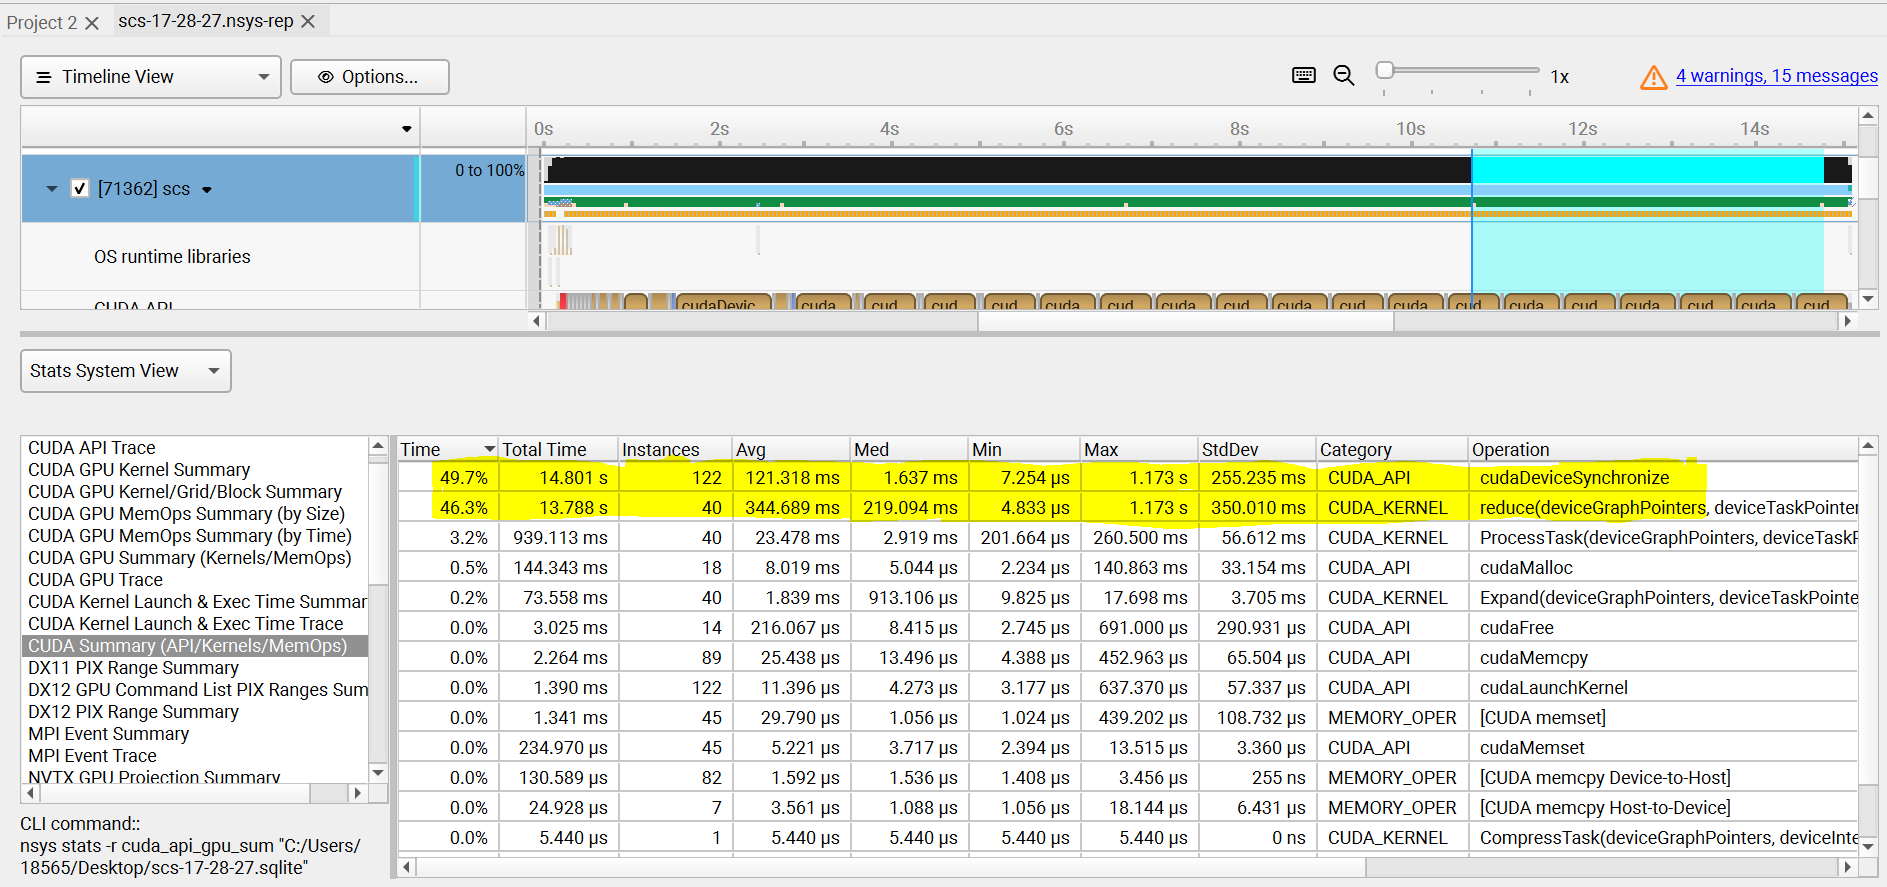 Project 2
scs-17-28-27.nsys-rep
Timeline View
Options...
1x
4 warnings, 15 messages
0s 2s 4s 6s 8s 10s 12s 14s
[71362] scs
0 to 100%
OS runtime libraries
CUDA API
cudaDevic cuda cud cud cud cuda cud cuda cud cuda cud cud cud cuda cud cuda cud cuda cud
Stats System View
CUDA API Trace
CUDA GPU Kernel Summary
CUDA GPU Kernel/Grid/Block Summary
CUDA GPU MemOps Summary (by Size)
CUDA GPU MemOps Summary (by Time)
CUDA GPU Summary (Kernels/MemOps)
CUDA GPU Trace
CUDA Kernel Launch & Exec Time Summar
CUDA Kernel Launch & Exec Time Trace
CUDA Summary (API/Kernels/MemOps)
DX11 PIX Range Summary
DX12 GPU Command List PIX Ranges Sum
DX12 PIX Range Summary
MPI Event Summary
MPI Event Trace
NVTX GPU Projection Summary
CLI command::
nsys stats -r cuda_api_gpu_sum "C:/Users/
18565/Desktop/scs-17-28-27.sqlite"
Time Total Time Instances Avg Med Min Max StdDev Category Operation
49.7% 14.801 s 122 121.318 ms 1.637 ms 7.254 μs 1.173 s 255.235 ms CUDA_API cudaDeviceSynchronize
46.3% 13.788 s 40 344.689 ms 219.094 ms 4.833 μs 1.173 s 350.010 ms CUDA_KERNEL reduce(deviceGraphPointers, deviceTaskPointer
3.2% 939.113 ms 40 23.478 ms 2.919 ms 201.664 μs 260.500 ms 56.612 ms CUDA_KERNEL ProcessTask(deviceGraphPointers, deviceTaskP
0.5% 144.343 ms 18 8.019 ms 5.044 μs 2.234 μs 140.863 ms 33.154 ms CUDA_API cudaMalloc
0.2% 73.558 ms 40 1.839 ms 913.106 μs 9.825 μs 17.698 ms 3.705 ms CUDA_KERNEL Expand(deviceGraphPointers, deviceTaskPointe
0.0% 3.025 ms 14 216.067 μs 8.415 μs 2.745 μs 691.000 μs 290.931 μs CUDA_API cudaFree
0.0% 2.264 ms 89 25.438 μs 13.496 μs 4.388 μs 452.963 μs 65.504 μs CUDA_API cudaMemcpy
0.0% 1.390 ms 122 11.396 μs 4.273 μs 3.177 μs 637.370 μs 57.337 μs CUDA_API cudaLaunchKernel
0.0% 1.341 ms 45 29.790 μs 1.056 μs 1.024 μs 439.202 μs 108.732 μs MEMORY_OPER [CUDA memset]
0.0% 234.970 μs 45 5.221 μs 3.717 μs 2.394 μs 13.515 μs 3.360 μs CUDA_API cudaMemset
0.0% 130.589 μs 82 1.592 μs 1.536 μs 1.408 μs 3.456 μs 255 ns MEMORY_OPER [CUDA memcpy Device-to-Host]
0.0% 24.928 μs 7 3.561 μs 1.088 μs 1.056 μs 18.144 μs 6.431 μs MEMORY_OPER [CUDA memcpy Host-to-Device]
0.0% 5.440 μs 1 5.440 μs 5.440 μs 5.440 μs 5.440 μs 0 ns CUDA_KERNEL CompressTask(deviceGraphPointers, deviceInte